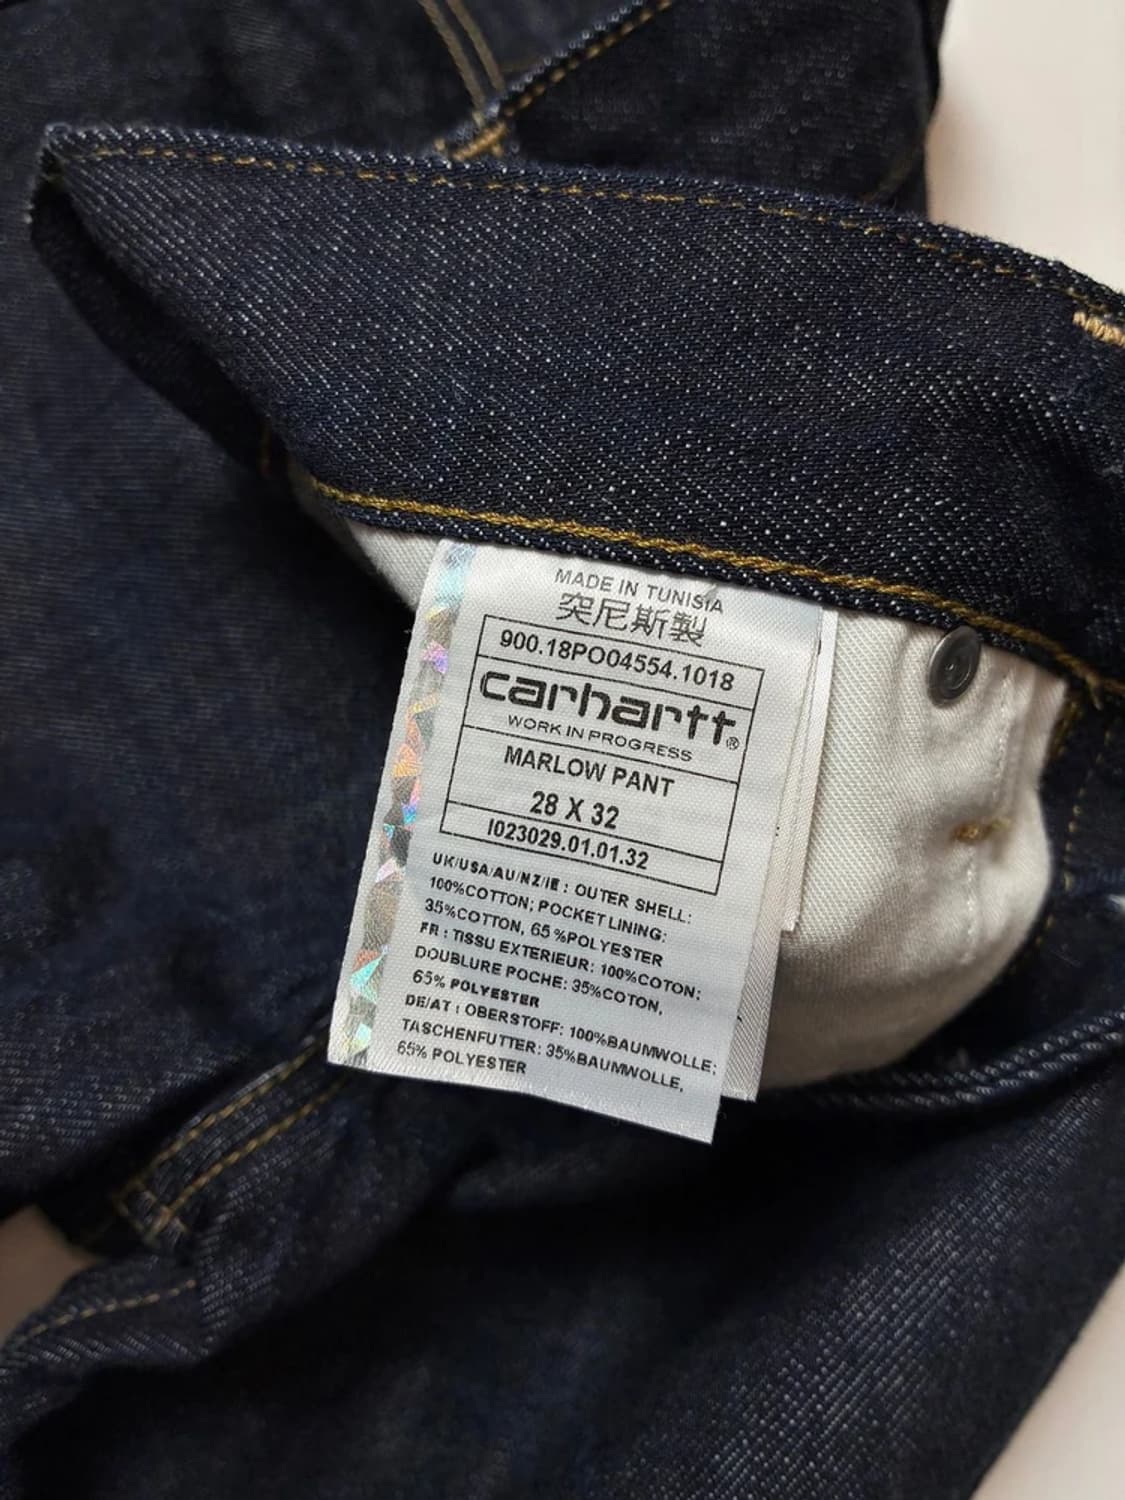 MADE IN TUNISIA
突尼斯製
900.18PO04554.1018
carhartt®
WORK IN PROGRESS
MARLOW PANT
28 X 32
I023029.01.01.32
UK/USA/AU/NZ/IE : OUTER SHELL:
100%COTTON; POCKET LINING:
35%COTTON, 65 %POLYESTER
FR : TISSU EXTERIEUR: 100%COTON;
DOUBLURE POCHE: 35%COTON,
65% POLYESTER
DE/AT : OBERSTOFF: 100%BAUMWOLLE;
TASCHENFUTTER: 35%BAUMWOLLE,
65% POLYESTER